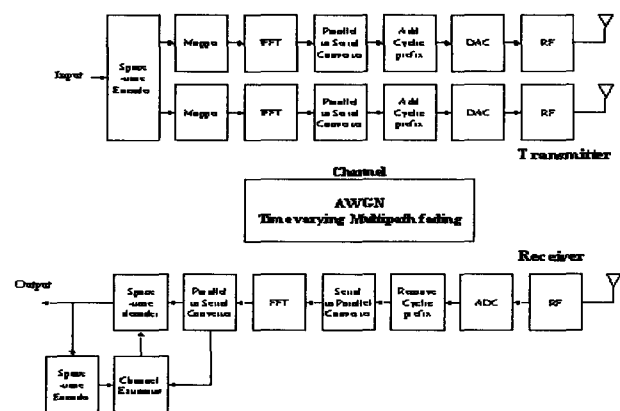 Input
Space
-time
Encoder
Mapper
IFFT
Parallel
to Serial
Converter
Add
Cyclic
prefix
DAC
RF
Mapper
IFFT
Parallel
to Serial
Converter
Add
Cyclic
prefix
DAC
RF
Transmitter
Channel
AWGN
Time varying Multipath fading
Receiver
Output
Space
-time
decoder
Parallel
to Serial
Converter
FFT
Serial
to Parallel
Converter
Remove
Cyclic
prefix
ADC
RF
Space
-time
Encoder
Channel
Estimator